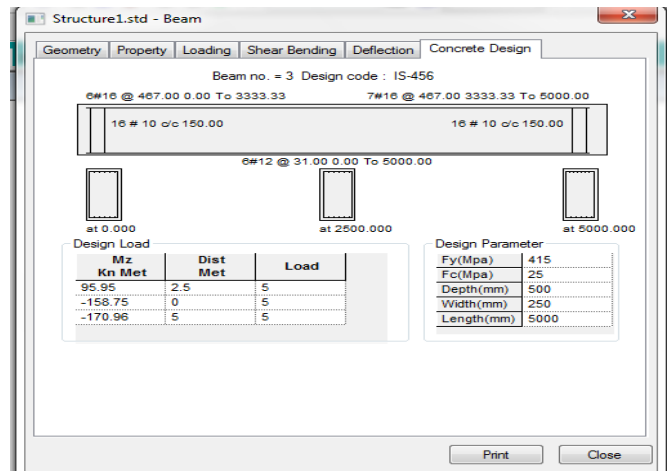 Structure1.std - Beam
Geometry Property Loading Shear Bending Deflection Concrete Design
Beam no. = 3 Design code : IS-456
6#16 @ 467.00 0.00 To 3333.33 7#16 @ 467.00 3333.33 To 5000.00
16 # 10 c/c 150.00 16 # 10 c/c 150.00
6#12 @ 31.00 0.00 To 5000.00
at 0.000 at 2500.000 at 5000.000
Design Load Design Parameter
Mz Kn Met Dist Met Load
95.95 2.5 5
-158.75 0 5
-170.96 5 5
Fy(Mpa) 415
Fc(Mpa) 25
Depth(mm) 500
Width(mm) 250
Length(mm) 5000
Print Close